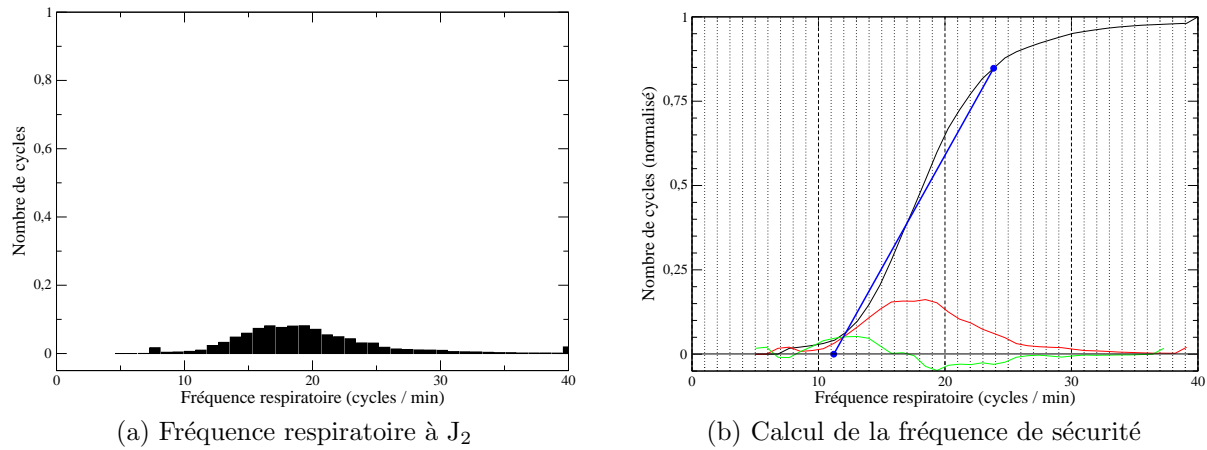 1
0,8
0,6
0,4
0,2
0
Nombre de cycles
0 10 20 30 40
Fréquence respiratoire (cycles / min)
(a) Fréquence respiratoire à J₂
1
0,75
0,5
0,25
0
Nombre de cycles (normalisé)
0 10 20 30 40
Fréquence respiratoire (cycles / min)
(b) Calcul de la fréquence de sécurité